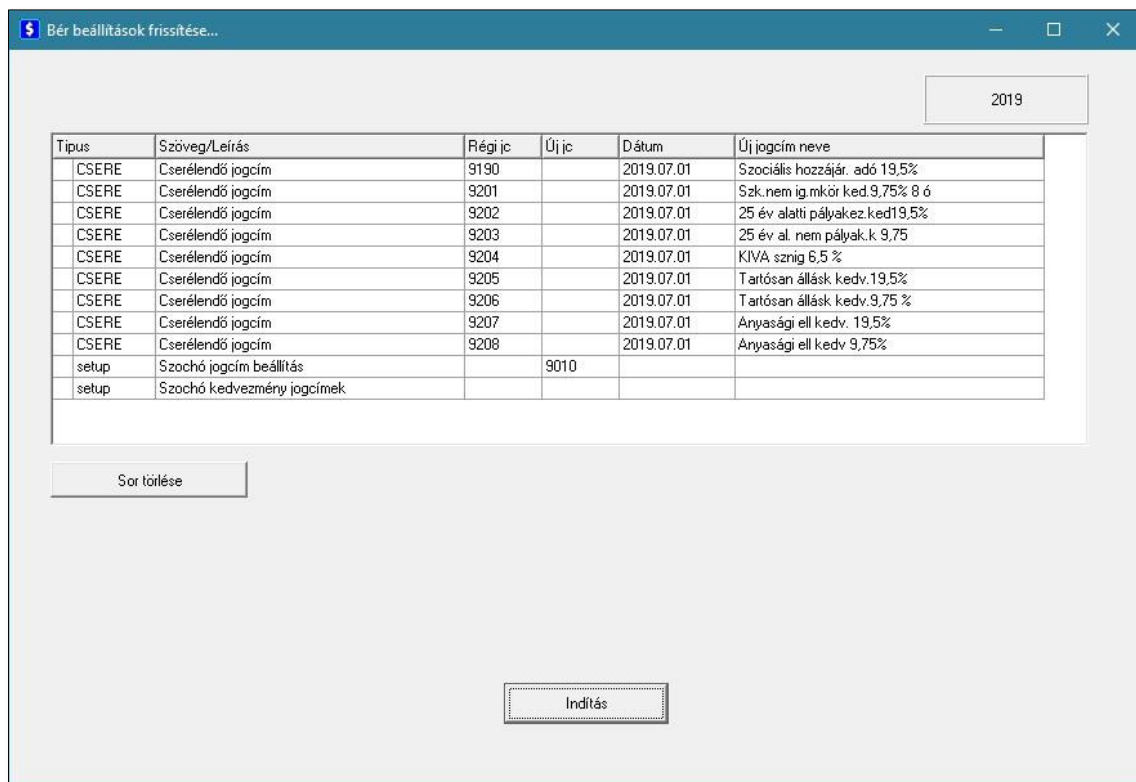 $ Bér beállítások frissítése...
2019
Tipus Szöveg/Leírás Régi jc Új jc Dátum Új jogcím neve
CSERE Cserélendő jogcím 9190 2019.07.01 Szociális hozzájár. adó 19,5%
CSERE Cserélendő jogcím 9201 2019.07.01 Szk.nem ig.mkör ked.9,75% 8 ó
CSERE Cserélendő jogcím 9202 2019.07.01 25 év alatti pályakez.ked19,5%
CSERE Cserélendő jogcím 9203 2019.07.01 25 év al. nem pályak.k 9,75
CSERE Cserélendő jogcím 9204 2019.07.01 KIVA sznig 6,5 %
CSERE Cserélendő jogcím 9205 2019.07.01 Tartósan állásk kedv.19,5%
CSERE Cserélendő jogcím 9206 2019.07.01 Tartósan állásk kedv.9,75 %
CSERE Cserélendő jogcím 9207 2019.07.01 Anyasági ell kedv. 19,5%
CSERE Cserélendő jogcím 9208 2019.07.01 Anyasági ell kedv 9,75%
setup Szochó jogcím beállítás 9010
setup Szochó kedvezmény jogcímek
Sor törlése
Indítás